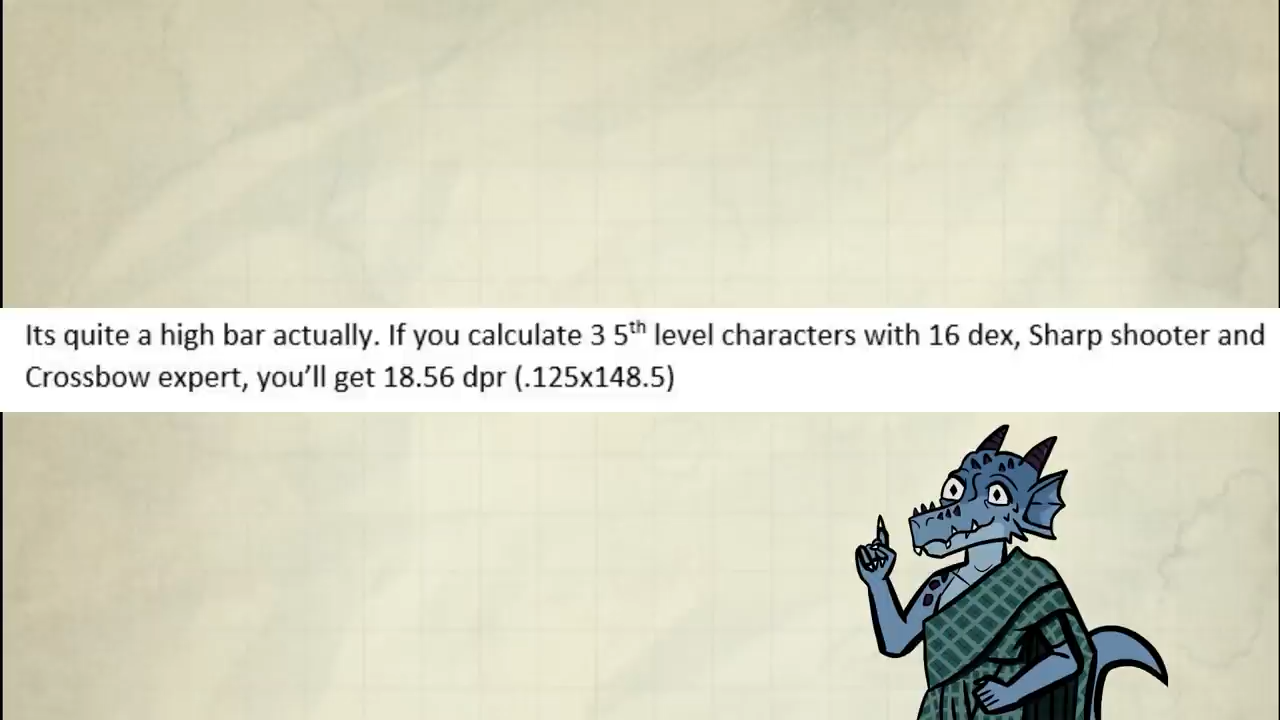 Its quite a high bar actually. If you calculate 3 5th level characters with 16 dex, Sharp shooter and
Crossbow expert, you’ll get 18.56 dpr (.125x148.5)